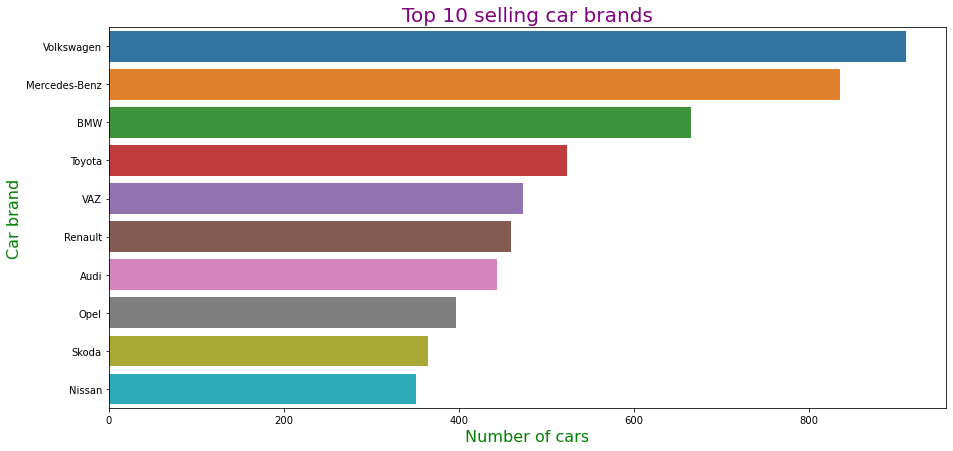 Top 10 selling car brands
Car brand
Volkswagen
Mercedes-Benz
BMW
Toyota
VAZ
Renault
Audi
Opel
Skoda
Nissan
0 200 400 600 800
Number of cars